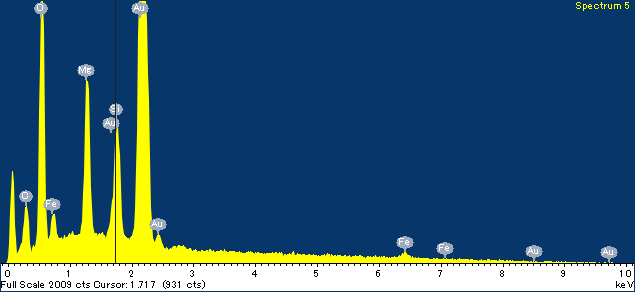 Spectrum 5
O
Au
Mg
Si
Au
O
Fe
Au
Fe
Fe
Au
Au
0 1 2 3 4 5 6 7 8 9 10
Full Scale 2009 cts Cursor: 1.717 (931 cts) keV